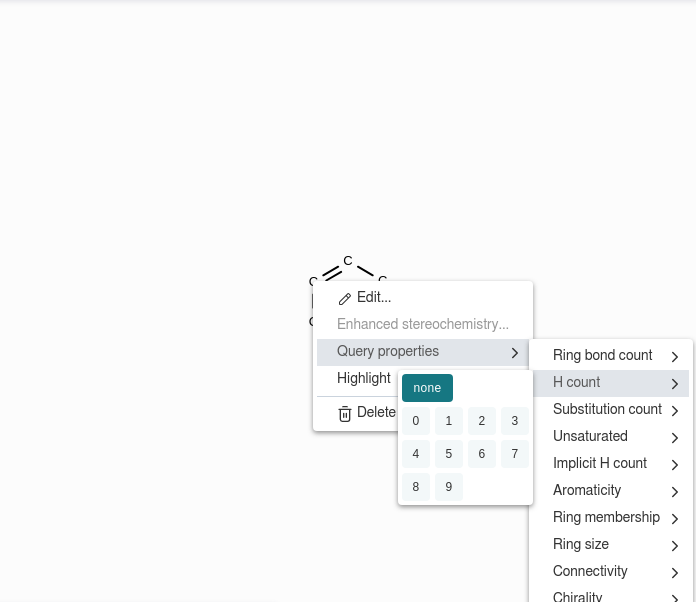 C
C
C
C
Edit...
Enhanced stereochemistry...
Query properties
Highlight
Delete
none
0 1 2 3
4 5 6 7
8 9
Ring bond count
H count
Substitution count
Unsaturated
Implicit H count
Aromaticity
Ring membership
Ring size
Connectivity
Chirality